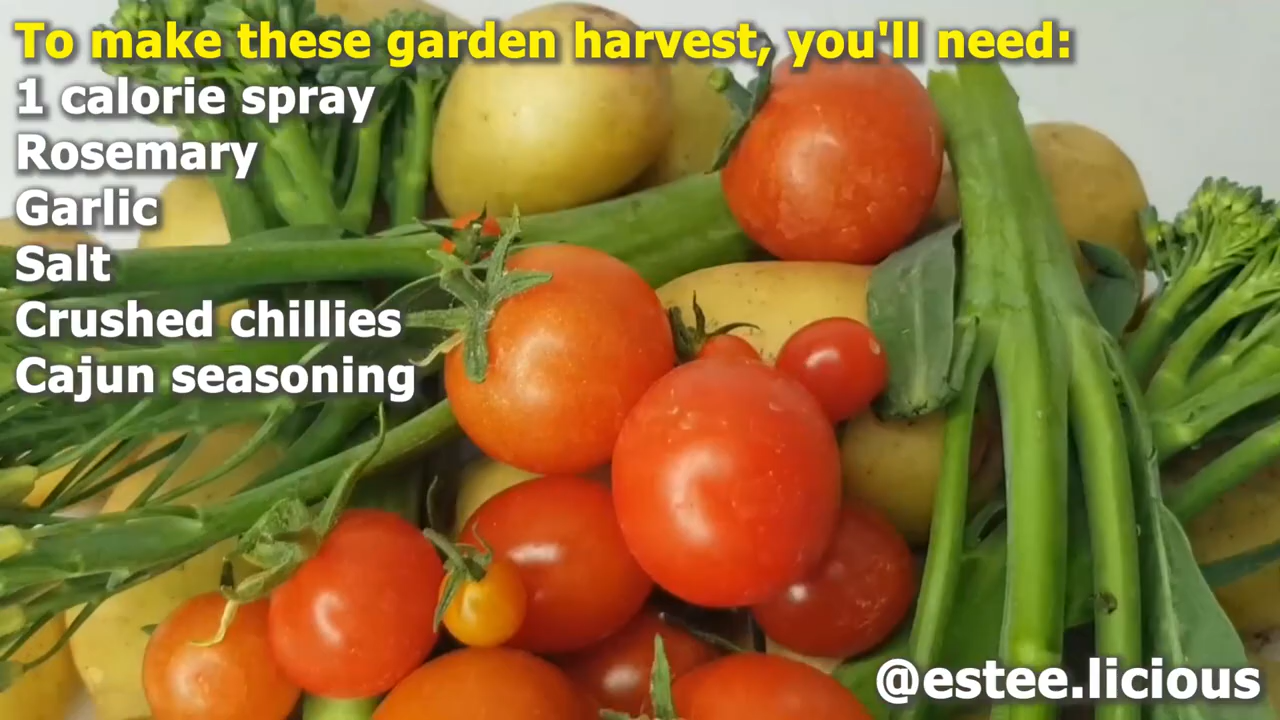 To make these garden harvest, you'll need:
1 calorie spray
Rosemary
Garlic
Salt
Crushed chillies
Cajun seasoning
@estee.licious